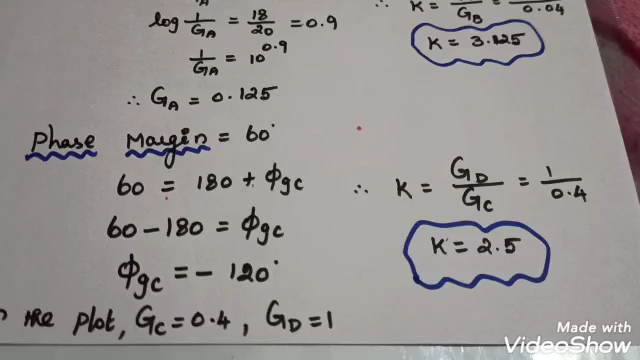 log 1/G_A = 18/20 = 0.9
1/G_A = 10^0.9
∴ G_A = 0.125
K = 3.125
Phase Margin = 60°
60 = 180 + ϕgc
60 - 180 = ϕgc
ϕgc = - 120°
the plot, G_C = 0.4, G_D = 1
∴ K = G_D/G_C = 1/0.4
K = 2.5
Made with
VideoShow